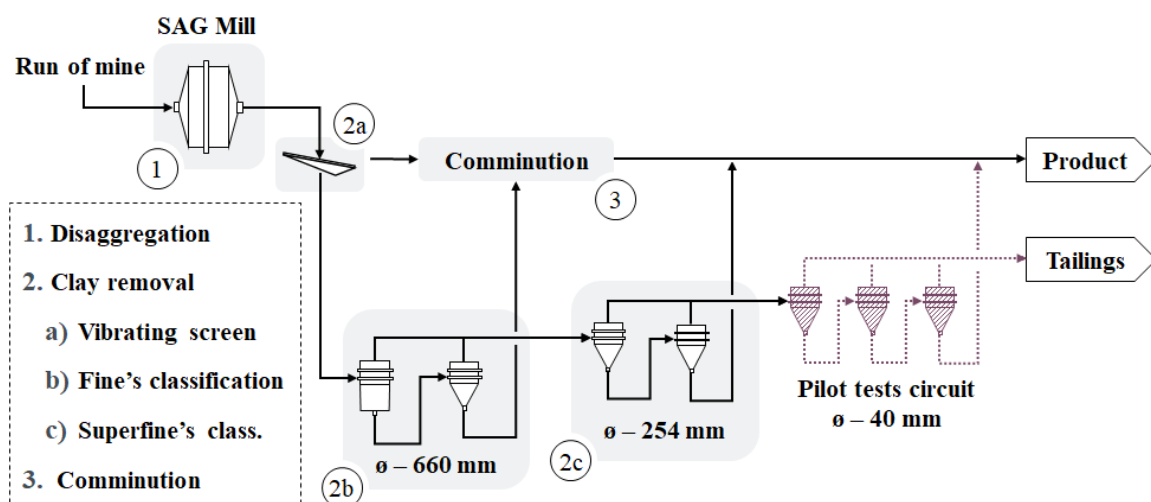 SAG Mill
Run of mine
1
2a
Comminution
3
Product
Tailings
1. Disaggregation
2. Clay removal
a) Vibrating screen
b) Fine's classification
c) Superfine's class.
3. Comminution
ø – 660 mm
2b
ø – 254 mm
2c
Pilot tests circuit
ø – 40 mm